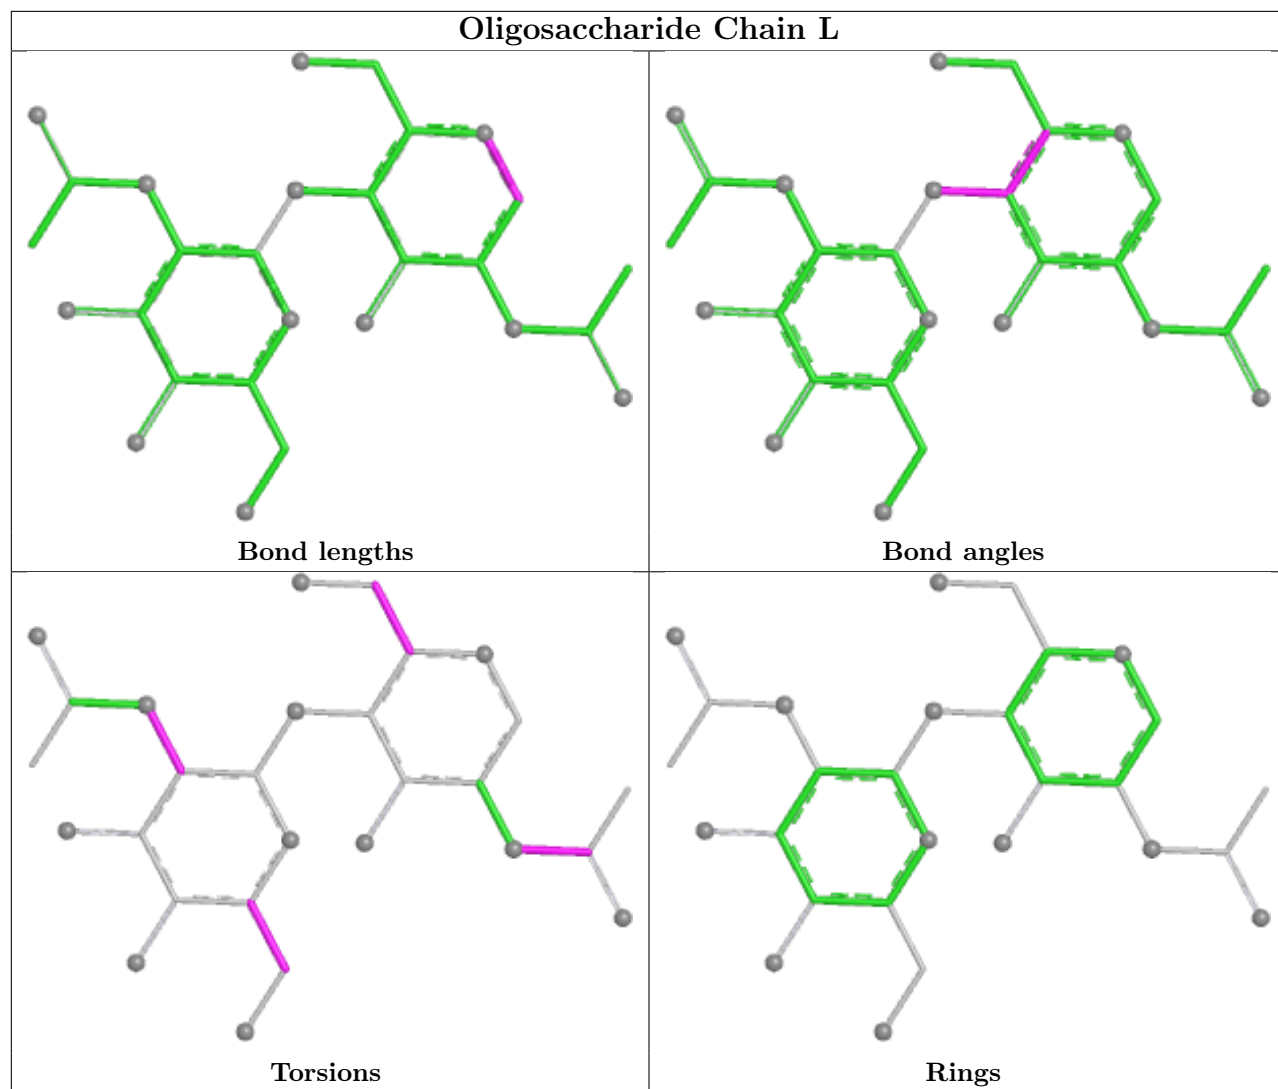 Oligosaccharide Chain L
Bond lengths
Bond angles
Torsions
Rings